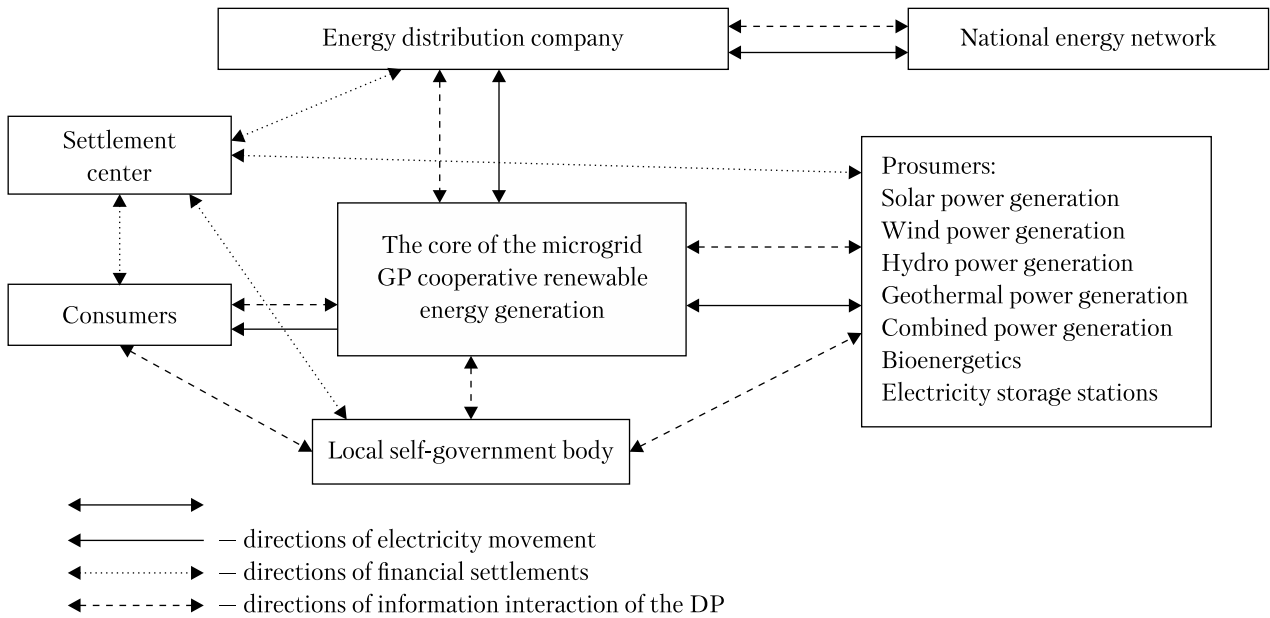 Energy distribution company
National energy network
Settlement
center
Prosumers:
Solar power generation
Wind power generation
Hydro power generation
Geothermal power generation
Combined power generation
Bioenergetics
Electricity storage stations
The core of the microgrid
GP cooperative renewable
energy generation
Consumers
Local self-government body
— directions of electricity movement
— directions of financial settlements
— directions of information interaction of the DP